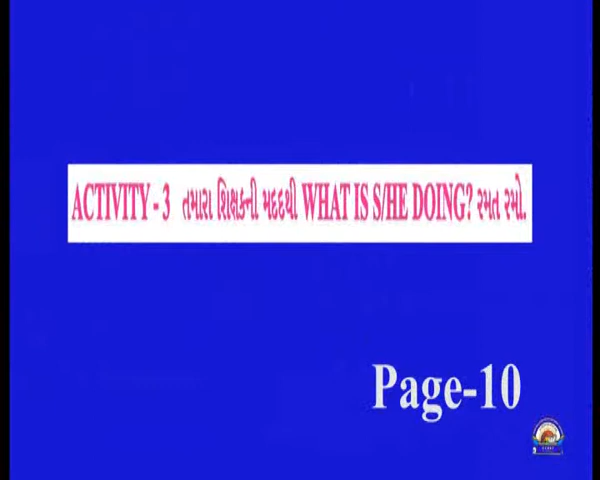 ACTIVITY - 3 તમારા શિક્ષકની મદદથી WHAT IS S/HE DOING? રમત રમો.
Page-10